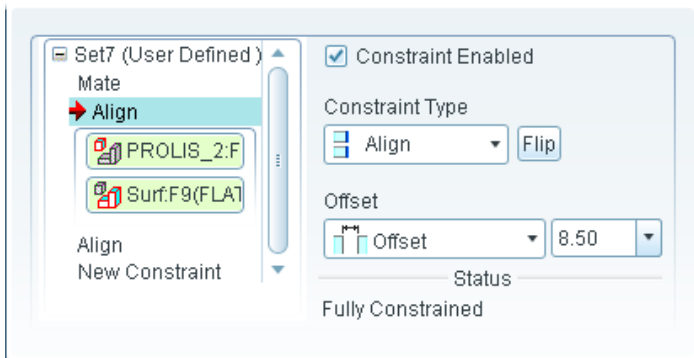 Set7 (User Defined )
Mate
Align
PROLIS_2:F
Surf:F9(FLAT
Align
New Constraint
Constraint Enabled
Constraint Type
Align
Flip
Offset
Offset
8.50
Status
Fully Constrained